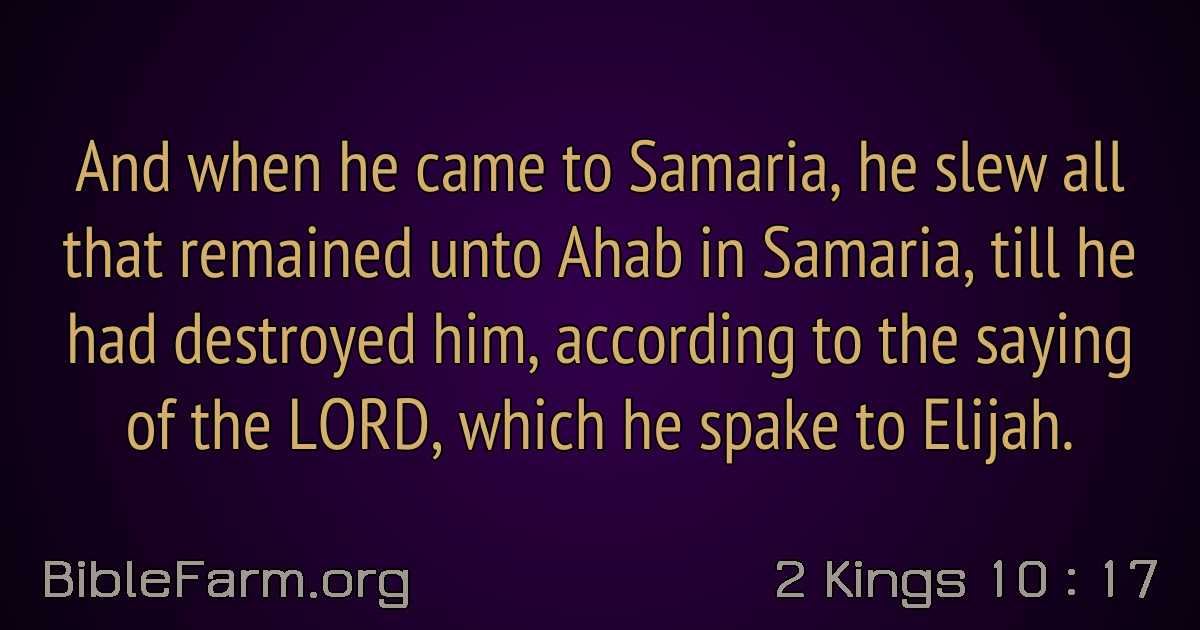 And when he came to Samaria, he slew all
that remained unto Ahab in Samaria, till he
had destroyed him, according to the saying
of the LORD, which he spake to Elijah.
BibleFarm.org
2 Kings 10 : 17